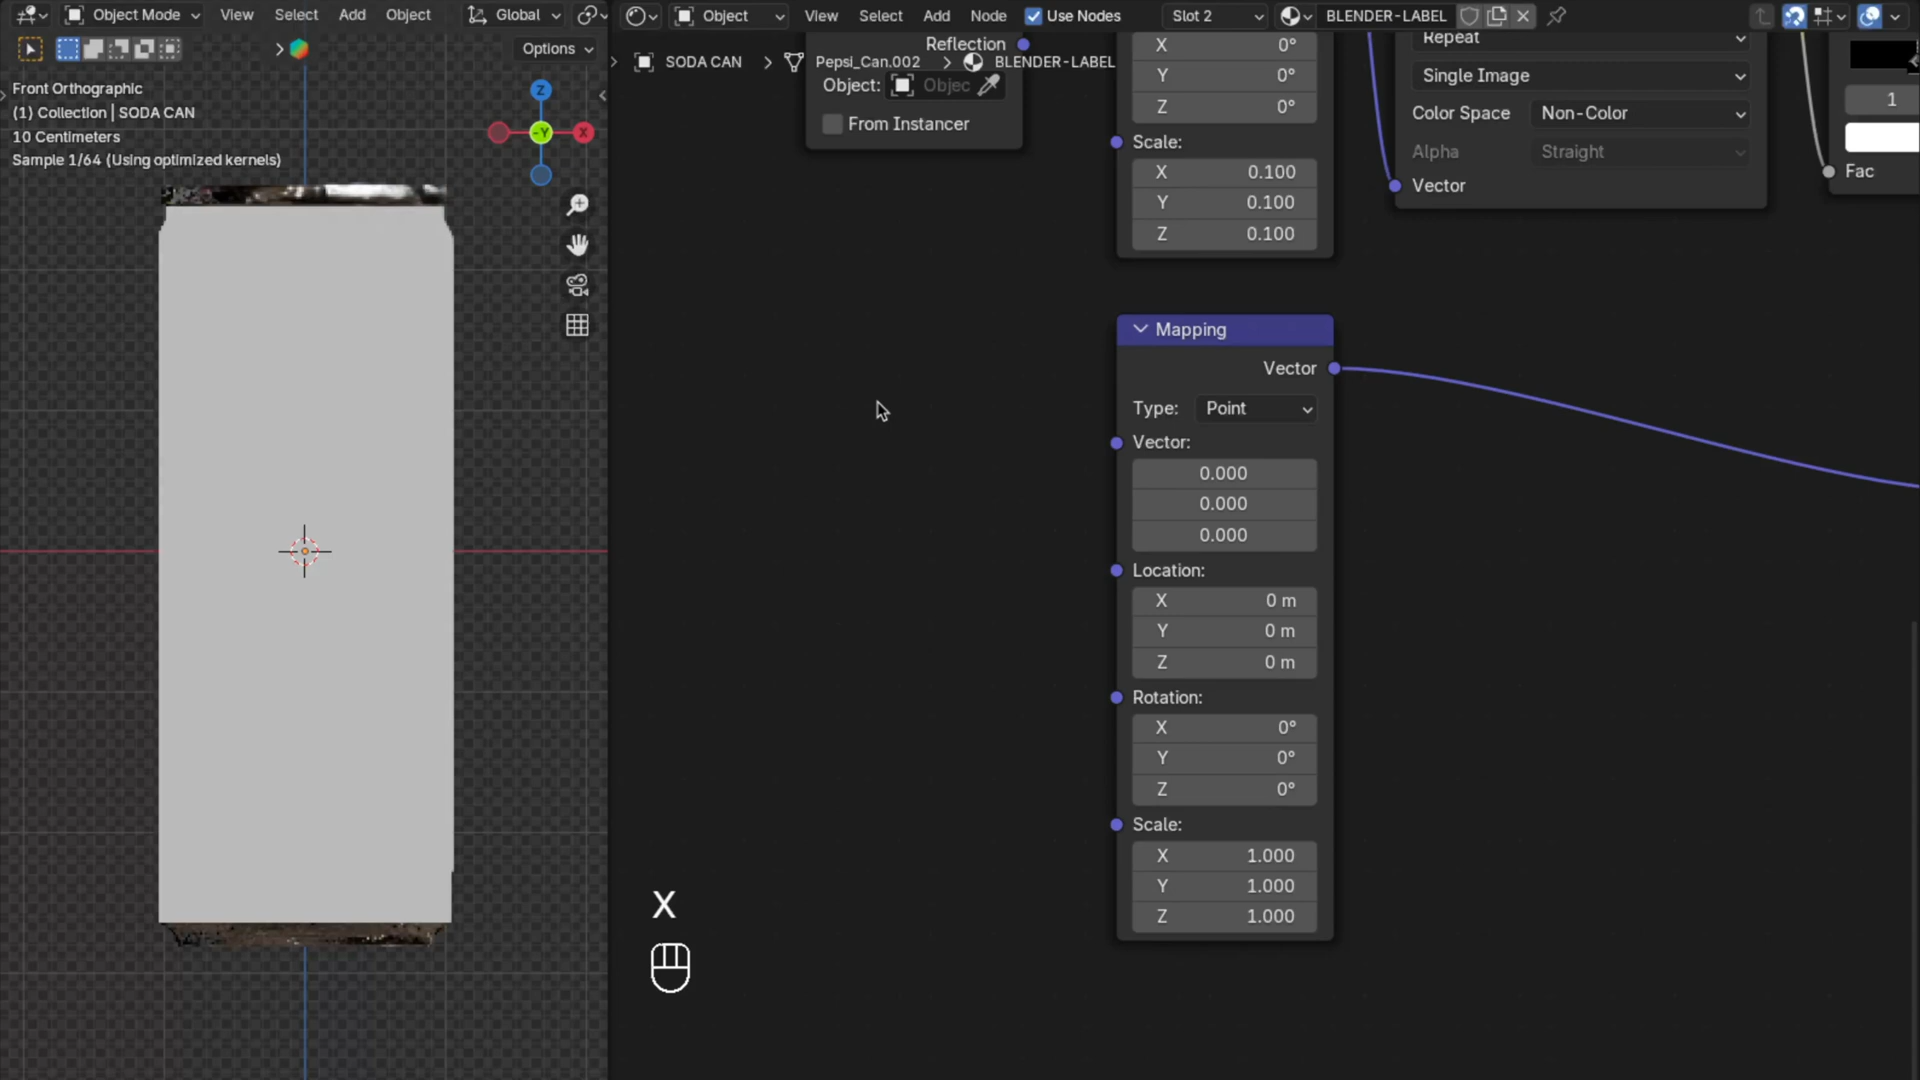 Object Mode View Select Add Object Global
Options
Front Orthographic
(1) Collection | SODA CAN
10 Centimeters
Sample 1/64 (Using optimized kernels)
Z
-Y
X
Object View Select Add Node Use Nodes Slot 2 BLENDER-LABEL
SODA CAN > Pepsi_Can.002 > BLENDER-LABEL
Reflection
Object: Objec
From Instancer
X 0°
Y 0°
Z 0°
Scale:
X 0.100
Y 0.100
Z 0.100
Repeat
Single Image
Color Space Non-Color
Alpha Straight
Vector
1
Fac
Mapping
Vector
Type: Point
Vector:
0.000
0.000
0.000
Location:
X 0 m
Y 0 m
Z 0 m
Rotation:
X 0°
Y 0°
Z 0°
Scale:
X 1.000
Y 1.000
Z 1.000
X